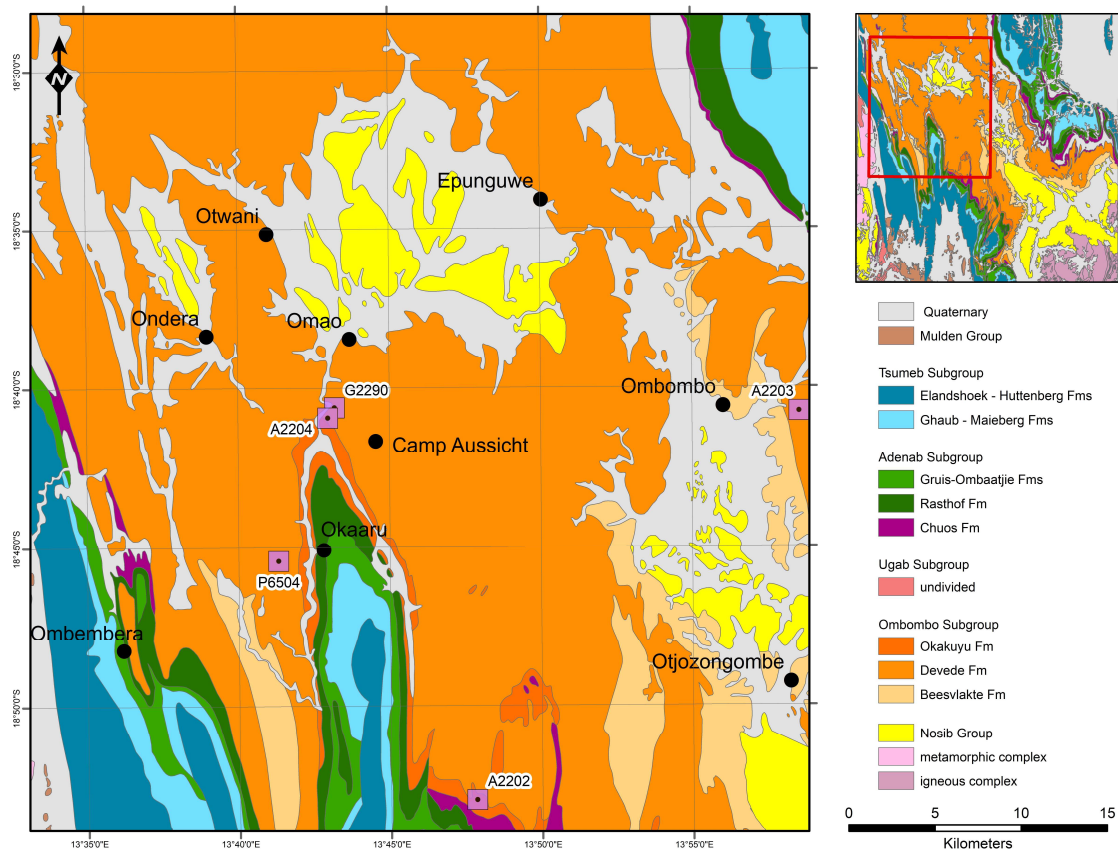 18°30'0"S
18°35'0"S
18°40'0"S
18°45'0"S
18°50'0"S
N
Epunguwe
Otwani
Ondera
Omao
Ombombo
A2203
G2290
A2204
Camp Aussicht
Okaaru
P6504
Ombembera
Otjozongombe
A2202
13°35'0"E
13°40'0"E
13°45'0"E
13°50'0"E
13°55'0"E
Quaternary
Mulden Group
Tsumeb Subgroup
Elandshoek - Huttenberg Fms
Ghaub - Maieberg Fms
Adenab Subgroup
Gruis-Ombaatjie Fms
Rasthof Fm
Chuos Fm
Ugab Subgroup
undivided
Ombombo Subgroup
Okakuyu Fm
Devede Fm
Beesvlakte Fm
Nosib Group
metamorphic complex
igneous complex
0 5 10 15
Kilometers